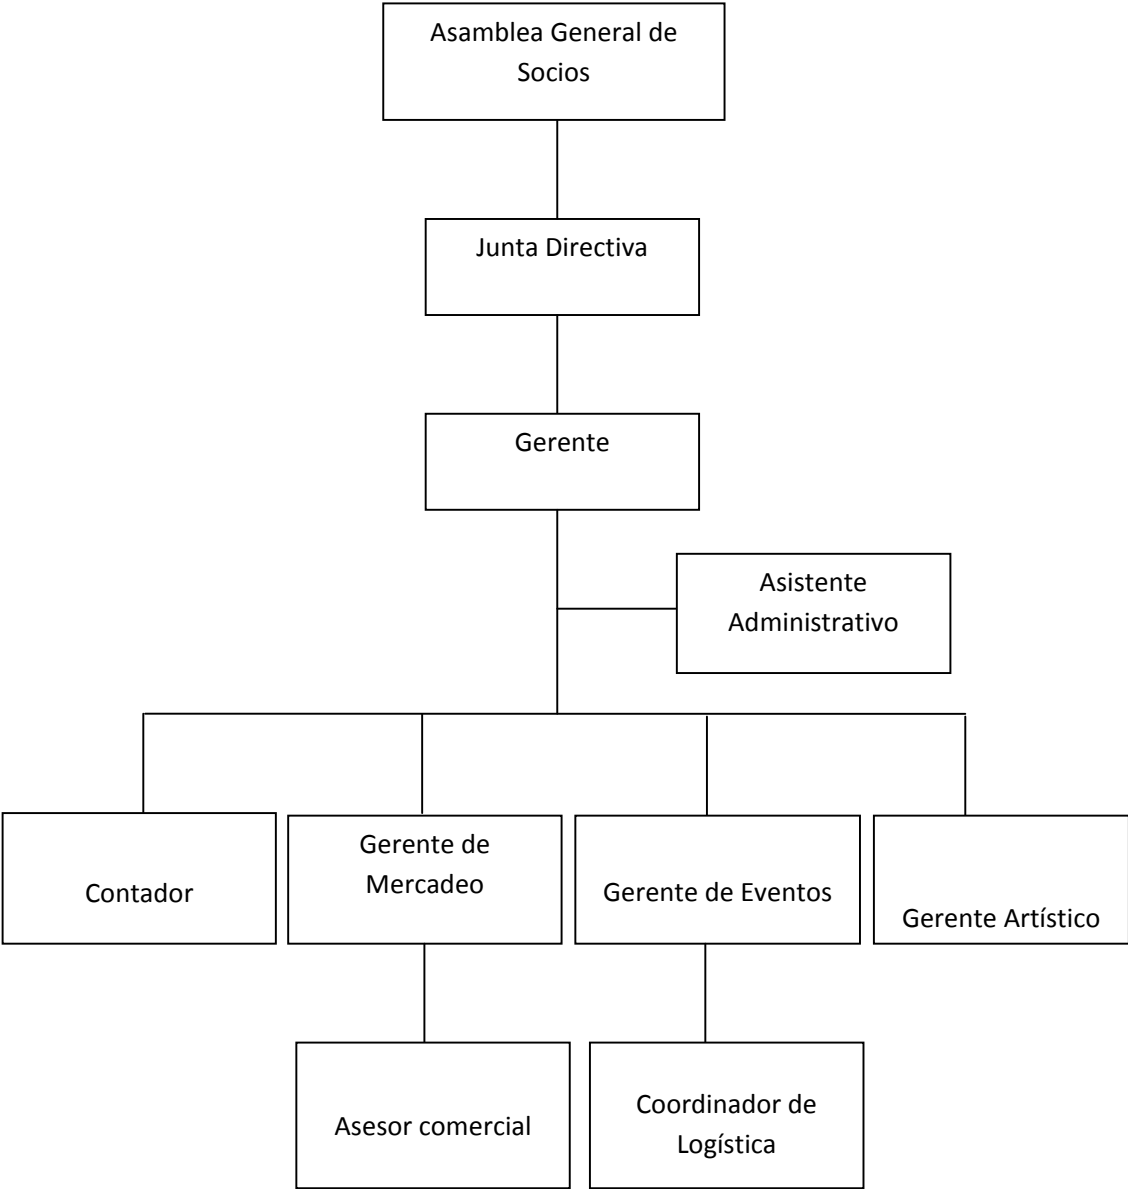 Asamblea General de
Socios
Junta Directiva
Gerente
Asistente
Administrativo
Contador
Gerente de
Mercadeo
Gerente de Eventos
Gerente Artístico
Asesor comercial
Coordinador de
Logística